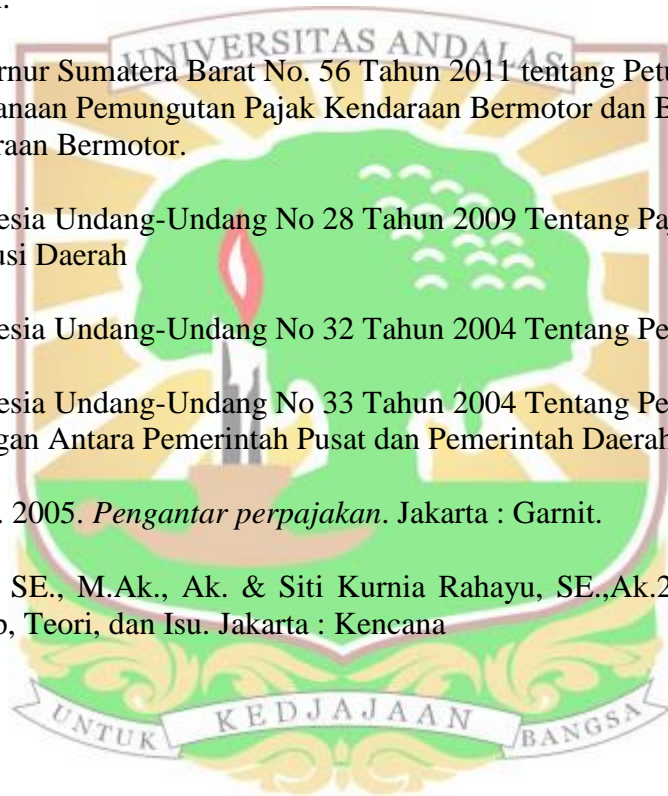 UNIVERSITAS ANDALAS
rnur Sumatera Barat No. 56 Tahun 2011 tentang Petu
anaan Pemungutan Pajak Kendaraan Bermotor dan B
raan Bermotor.
esia Undang-Undang No 28 Tahun 2009 Tentang Pa
usi Daerah
esia Undang-Undang No 32 Tahun 2004 Tentang Pe
esia Undang-Undang No 33 Tahun 2004 Tentang Pe
gan Antara Pemerintah Pusat dan Pemerintah Daerah
. 2005. Pengantar perpajakan. Jakarta : Garnit.
SE., M.Ak., Ak. & Siti Kurnia Rahayu, SE.,Ak.2
, Teori, dan Isu. Jakarta : Kencana
UNTUK KEDJAJAAN BANGSA